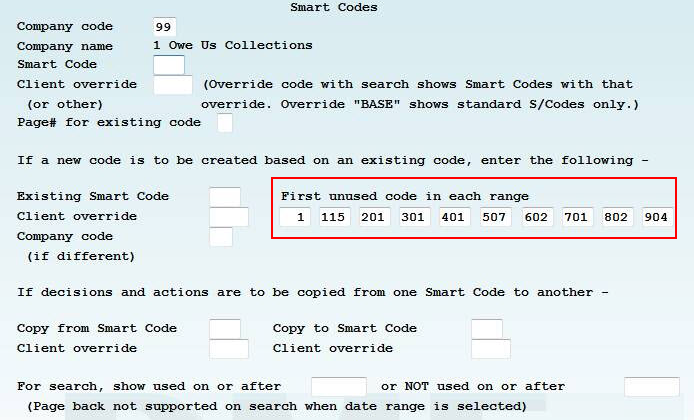 Smart Codes
Company code 99
Company name 1 Owe Us Collections
Smart Code
Client override (Override code with search shows Smart Codes with that
(or other) override. Override "BASE" shows standard S/Codes only.)
Page# for existing code
If a new code is to be created based on an existing code, enter the following -
Existing Smart Code First unused code in each range
Client override 1 115 201 301 401 507 602 701 802 904
Company code
(if different)
If decisions and actions are to be copied from one Smart Code to another -
Copy from Smart Code Copy to Smart Code
Client override Client override
For search, show used on or after or NOT used on or after
(Page back not supported on search when date range is selected)